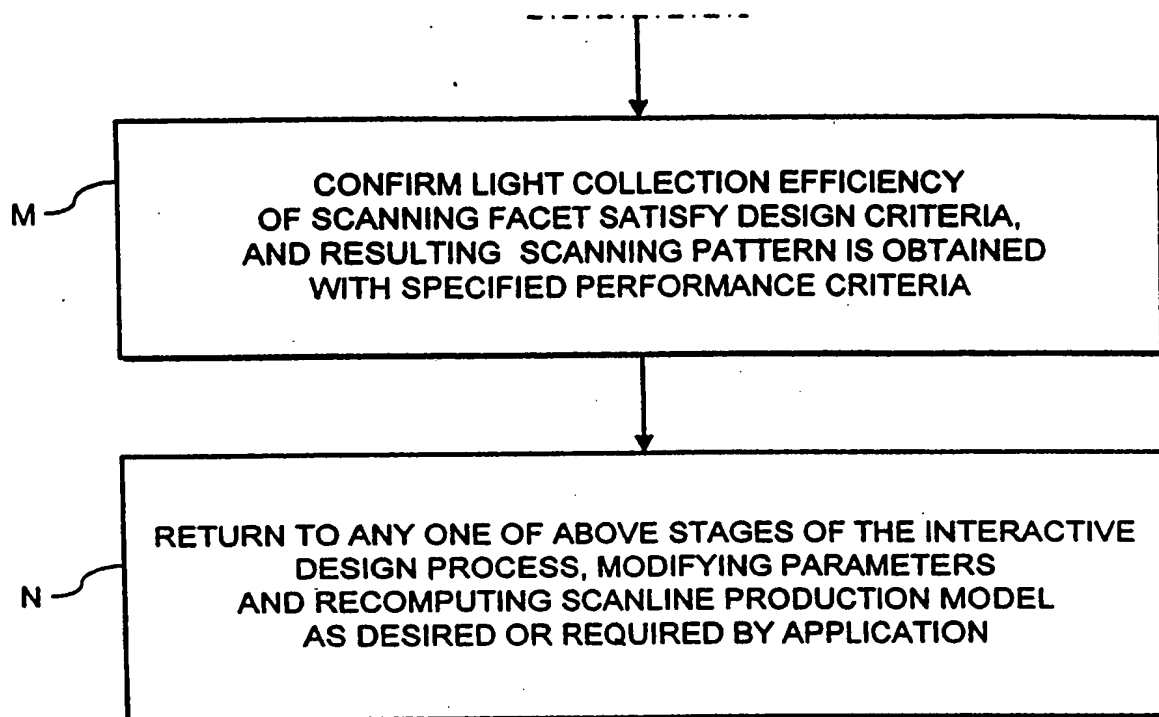 M
CONFIRM LIGHT COLLECTION EFFICIENCY
OF SCANNING FACET SATISFY DESIGN CRITERIA,
AND RESULTING SCANNING PATTERN IS OBTAINED
WITH SPECIFIED PERFORMANCE CRITERIA
N
RETURN TO ANY ONE OF ABOVE STAGES OF THE INTERACTIVE
DESIGN PROCESS, MODIFYING PARAMETERS
AND RECOMPUTING SCANLINE PRODUCTION MODEL
AS DESIRED OR REQUIRED BY APPLICATION